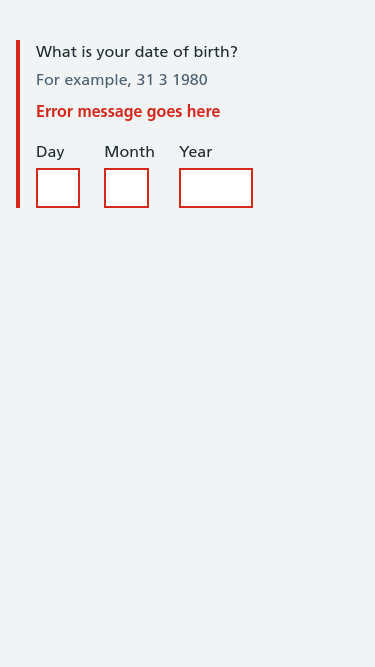 What is your date of birth?
For example, 31 3 1980
Error message goes here
Day Month Year